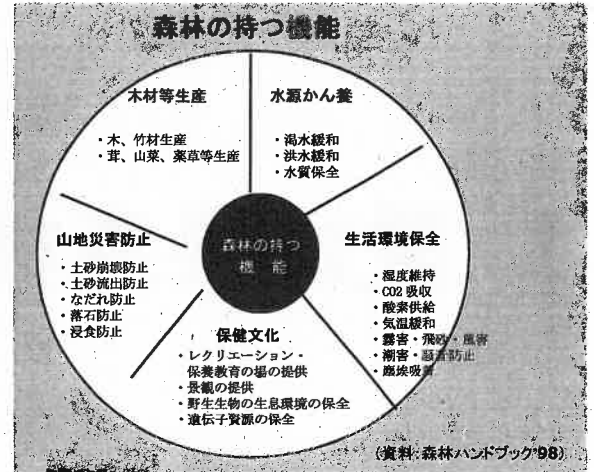 森林の持つ機能
木材等生産
・木、竹材生産
・茸、山菜、薬草等生産
水源かん養
・渇水緩和
・洪水緩和
・水質保全
山地災害防止
・土砂崩壊防止
・土砂流出防止
・なだれ防止
・落石防止
・浸食防止
森林の持つ
機 能
生活環境保全
・湿度維持
・CO2 吸収
・酸素供給
・気温緩和
・霧害・飛砂・風害
・潮害・騒音防止
・塵埃吸着
保健文化
・レクリエーション・
保養教育の場の提供
・景観の提供
・野生生物の生息環境の保全
・遺伝子資源の保全
(資料:森林ハンドブック'98)